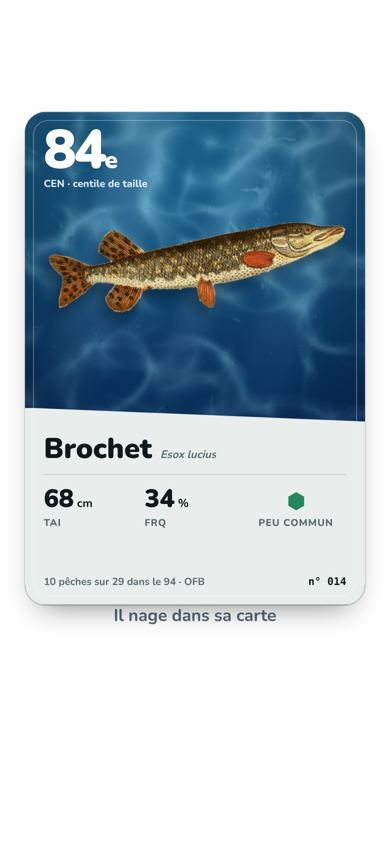 84e
CEN · centile de taille
Brochet Esox lucius
68 cm 34 %
TAI FRQ PEU COMMUN
10 pêches sur 29 dans le 94 · OFB n° 014
Il nage dans sa carte